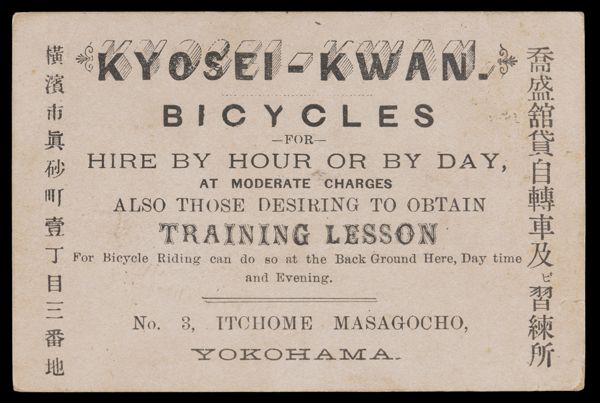 喬盛舘貸自轉車及ビ習練所
KYOSEI-KWAN.
BICYCLES
—FOR—
HIRE BY HOUR OR BY DAY,
AT MODERATE CHARGES
ALSO THOSE DESIRING TO OBTAIN
TRAINING LESSON
For Bicycle Riding can do so at the Back Ground Here, Day time
and Evening.
No. 3, ITCHOME MASAGOCHO,
YOKOHAMA.
橫濱市眞砂町壹丁目三番地